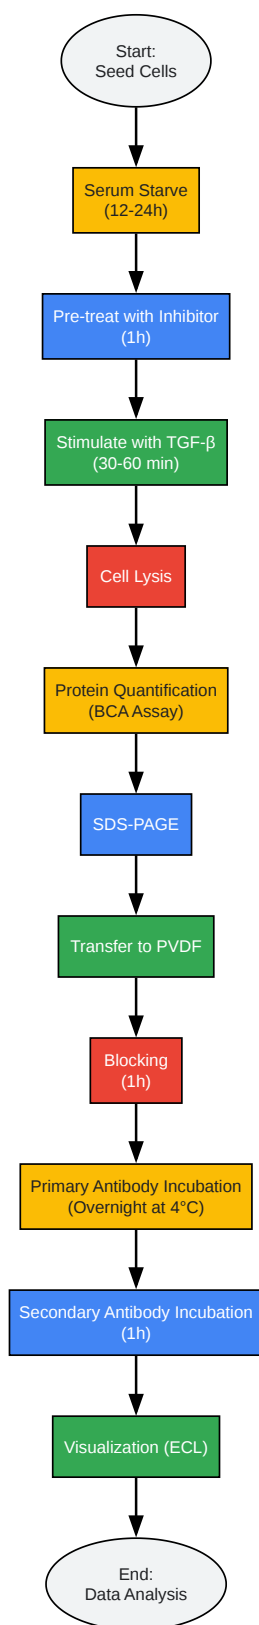 Start:
Seed Cells
Serum Starve
(12-24h)
Pre-treat with Inhibitor
(1h)
Stimulate with TGF-β
(30-60 min)
Cell Lysis
Protein Quantification
(BCA Assay)
SDS-PAGE
Transfer to PVDF
Blocking
(1h)
Primary Antibody Incubation
(Overnight at 4°C)
Secondary Antibody Incubation
(1h)
Visualization (ECL)
End:
Data Analysis